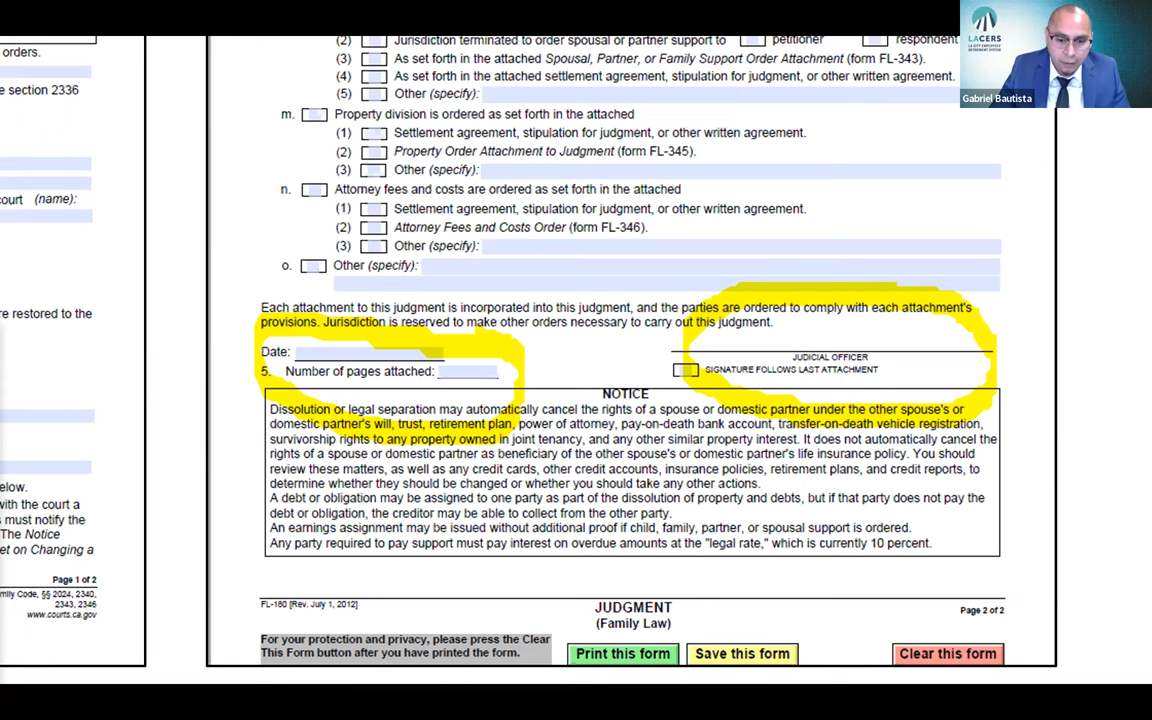 orders.
e section 2336
court (name):
re restored to the
elow.
with the court a
s must notify the
The Notice
et on Changing a
Page 1 of 2
mily Code, §§ 2024, 2340,
2343, 2346
www.courts.ca.gov
(2) Jurisdiction terminated to order spousal or partner support to petitioner respondent
(3) As set forth in the attached Spousal, Partner, or Family Support Order Attachment (form FL-343).
(4) As set forth in the attached settlement agreement, stipulation for judgment, or other written agreement.
(5) Other (specify):
m. Property division is ordered as set forth in the attached
(1) Settlement agreement, stipulation for judgment, or other written agreement.
(2) Property Order Attachment to Judgment (form FL-345).
(3) Other (specify):
n. Attorney fees and costs are ordered as set forth in the attached
(1) Settlement agreement, stipulation for judgment, or other written agreement.
(2) Attorney Fees and Costs Order (form FL-346).
(3) Other (specify):
o. Other (specify):
Each attachment to this judgment is incorporated into this judgment, and the parties are ordered to comply with each attachment's
provisions. Jurisdiction is reserved to make other orders necessary to carry out this judgment.
Date:
JUDICIAL OFFICER
5. Number of pages attached:
SIGNATURE FOLLOWS LAST ATTACHMENT
NOTICE
Dissolution or legal separation may automatically cancel the rights of a spouse or domestic partner under the other spouse's or
domestic partner's will, trust, retirement plan, power of attorney, pay-on-death bank account, transfer-on-death vehicle registration,
survivorship rights to any property owned in joint tenancy, and any other similar property interest. It does not automatically cancel the
rights of a spouse or domestic partner as beneficiary of the other spouse's or domestic partner's life insurance policy. You should
review these matters, as well as any credit cards, other credit accounts, insurance policies, retirement plans, and credit reports, to
determine whether they should be changed or whether you should take any other actions.
A debt or obligation may be assigned to one party as part of the dissolution of property and debts, but if that party does not pay the
debt or obligation, the creditor may be able to collect from the other party.
An earnings assignment may be issued without additional proof if child, family, partner, or spousal support is ordered.
Any party required to pay support must pay interest on overdue amounts at the "legal rate," which is currently 10 percent.
FL-180 [Rev. July 1, 2012]
JUDGMENT
(Family Law)
Page 2 of 2
For your protection and privacy, please press the Clear
This Form button after you have printed the form.
Print this form
Save this form
Clear this form
LACERS
LA CITY EMPLOYEES'
RETIREMENT SYSTEM
Gabriel Bautista